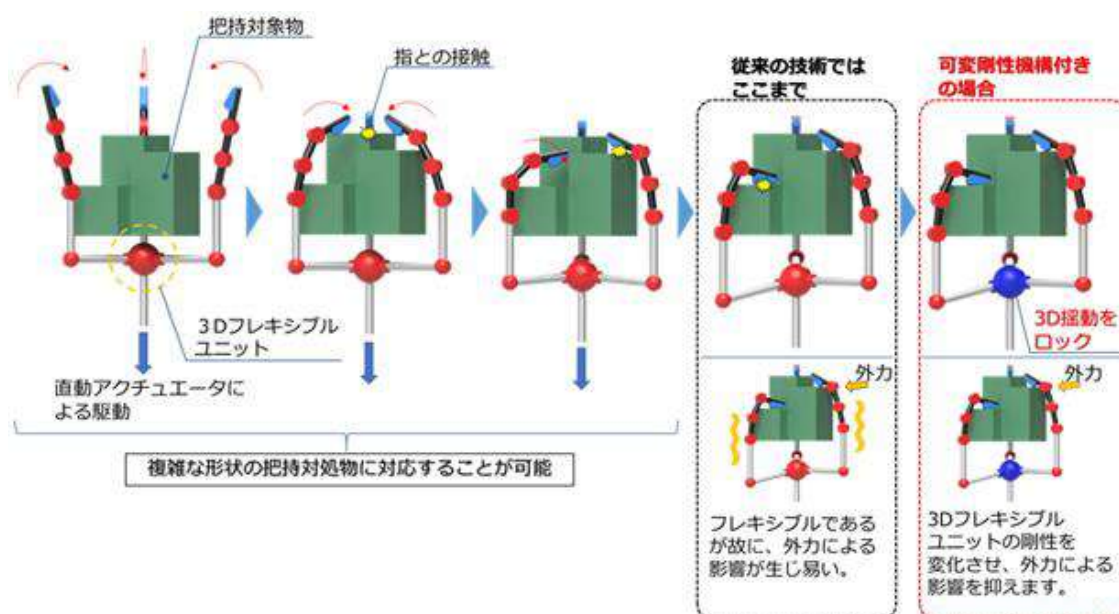 把持対象物
指との接触
従来の技術では
ここまで
可変剛性機構付き
の場合
3Dフレキシブル
ユニット
直動アクチュエータに
よる駆動
3D揺動を
ロック
外力
外力
複雑な形状の把持対処物に対応することが可能
フレキシブルである
が故に、外力による
影響が生じ易い。
3Dフレキシブル
ユニットの剛性を
変化させ、外力による
影響を抑えます。